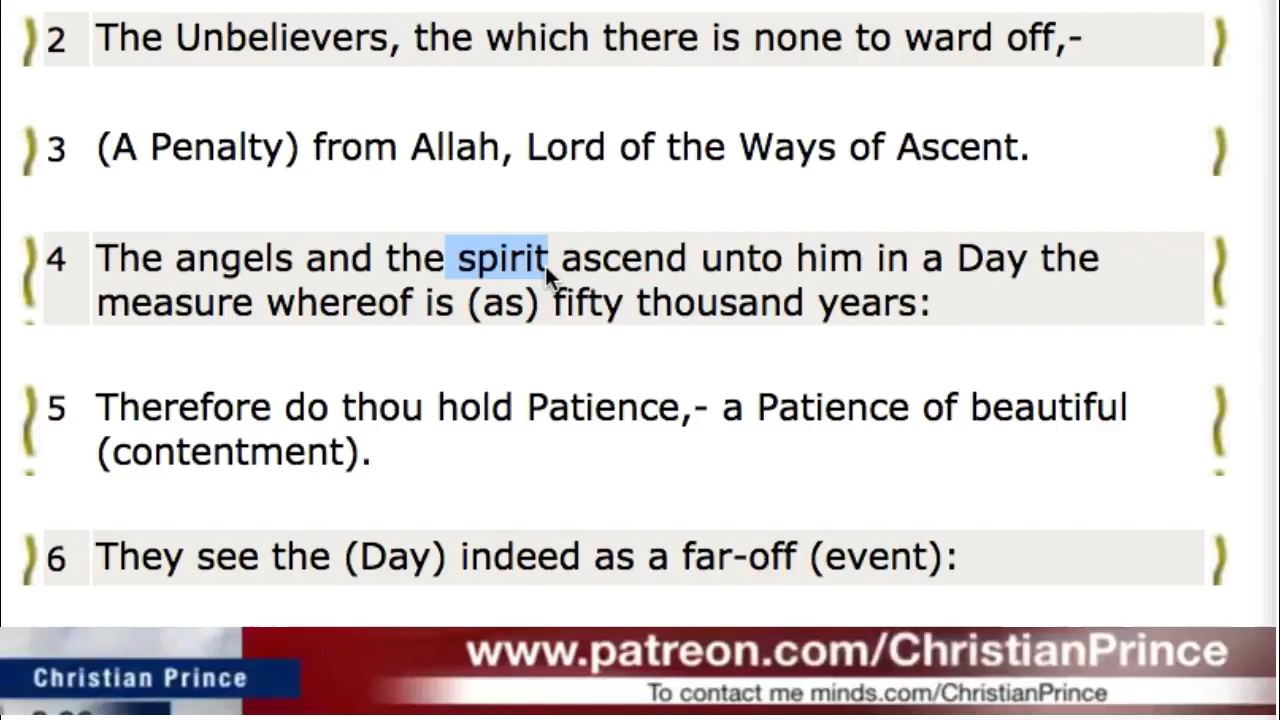 2 The Unbelievers, the which there is none to ward off,-
3 (A Penalty) from Allah, Lord of the Ways of Ascent.
4 The angels and the spirit ascend unto him in a Day the
measure whereof is (as) fifty thousand years:
5 Therefore do thou hold Patience,- a Patience of beautiful
(contentment).
6 They see the (Day) indeed as a far-off (event):
www.patreon.com/ChristianPrince
Christian Prince
To contact me minds.com/ChristianPrince